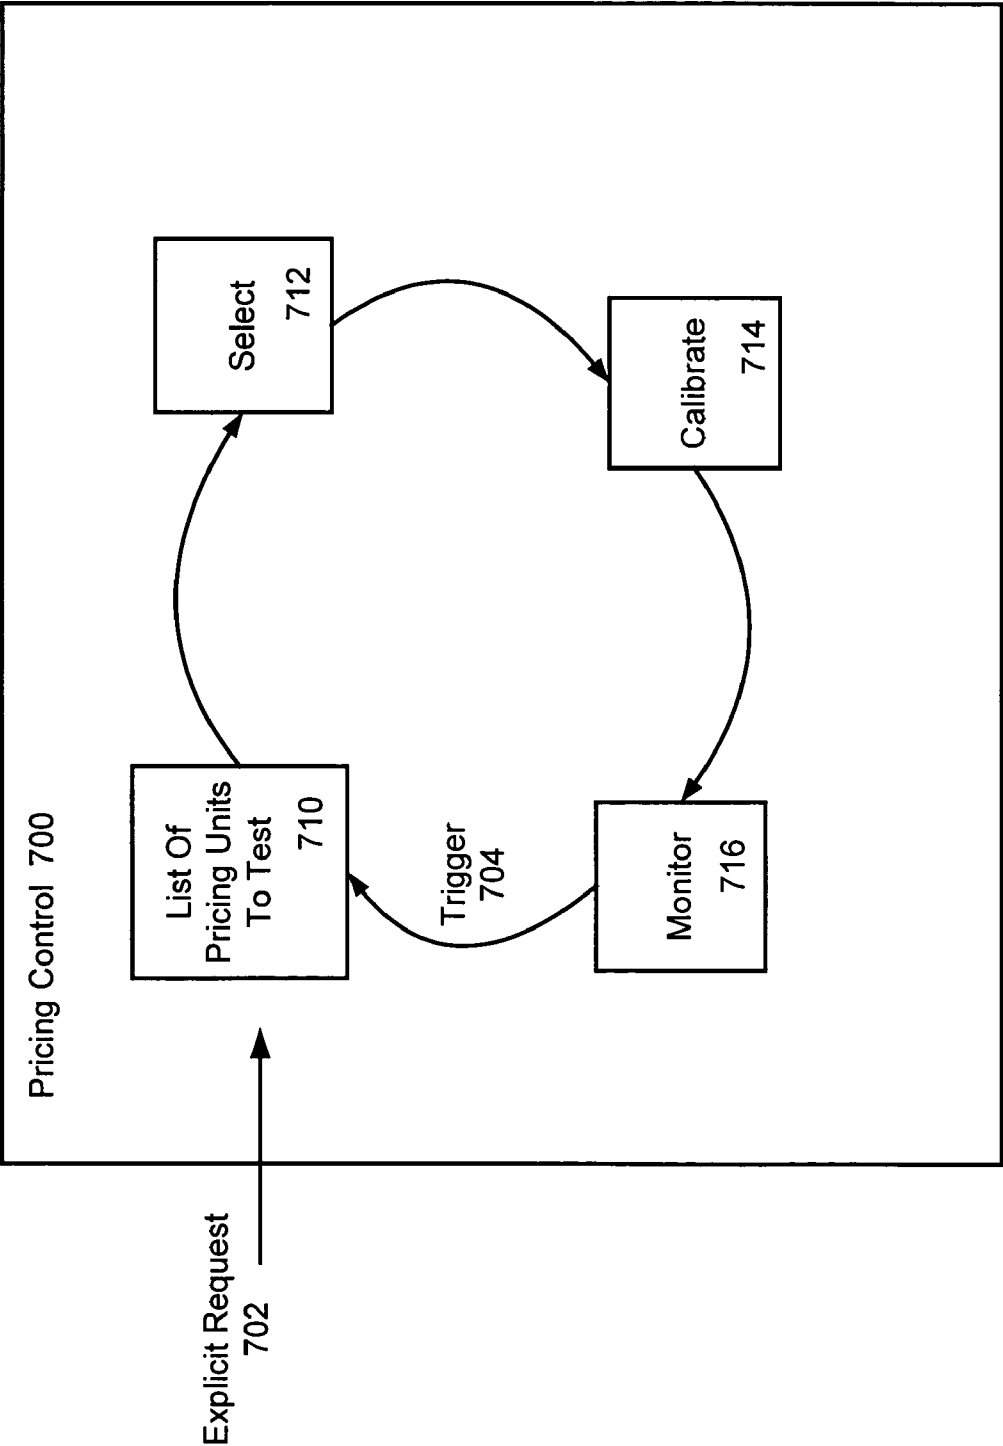 Pricing Control 700
Explicit Request
702
List Of
Pricing Units
To Test
710
Select
712
Trigger
704
Monitor
716
Calibrate
714